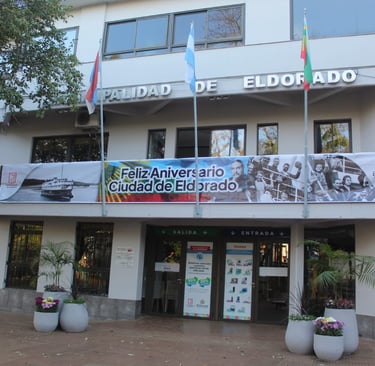 PALIDAD DE ELDORADO
Feliz Aniversario
Ciudad de Eldorado
SALIDA
ENTRADA